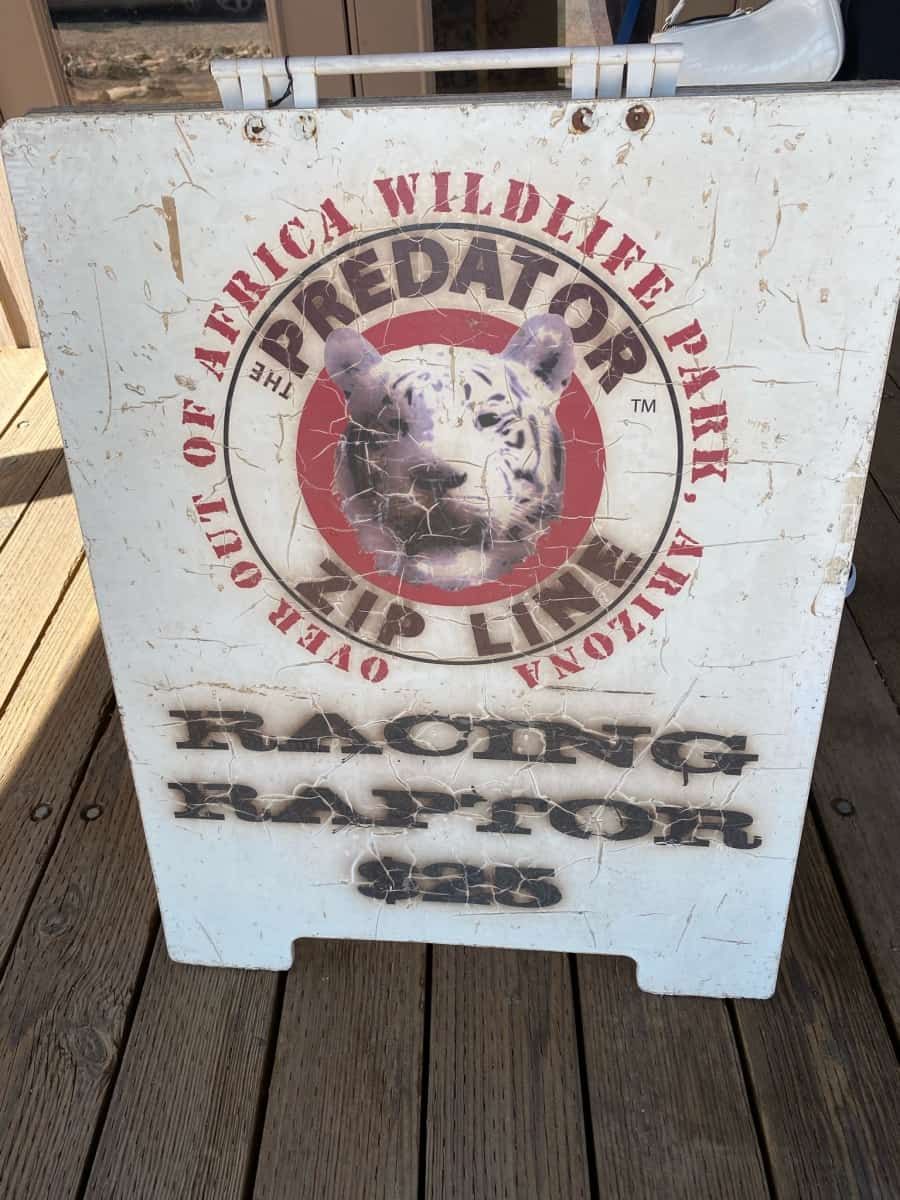 OVER OUT OF AFRICA WILDLIFE PARK, ARIZONA
THE PREDATOR
TM
ZIP LINE
RACING
RAPTOR
$25